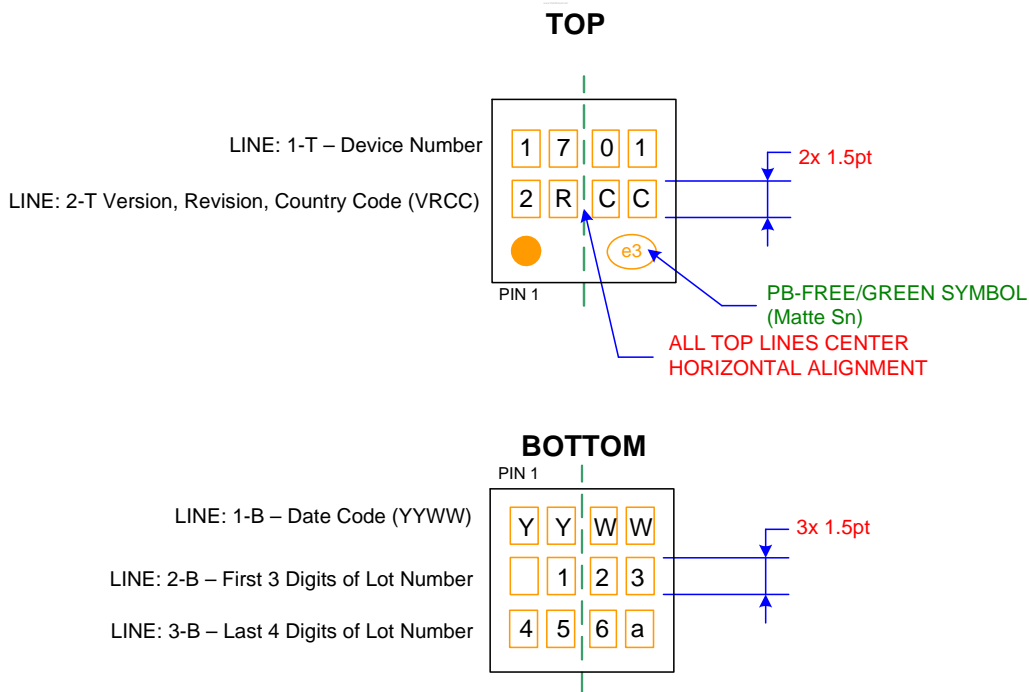 TOP
LINE: 1-T – Device Number
1 7 0 1
2x 1.5pt
LINE: 2-T Version, Revision, Country Code (VRCC)
2 R C C
e3
PIN 1
PB-FREE/GREEN SYMBOL
(Matte Sn)
ALL TOP LINES CENTER
HORIZONTAL ALIGNMENT
BOTTOM
PIN 1
LINE: 1-B – Date Code (YYWW)
Y Y W W
3x 1.5pt
LINE: 2-B – First 3 Digits of Lot Number
1 2 3
LINE: 3-B – Last 4 Digits of Lot Number
4 5 6 a